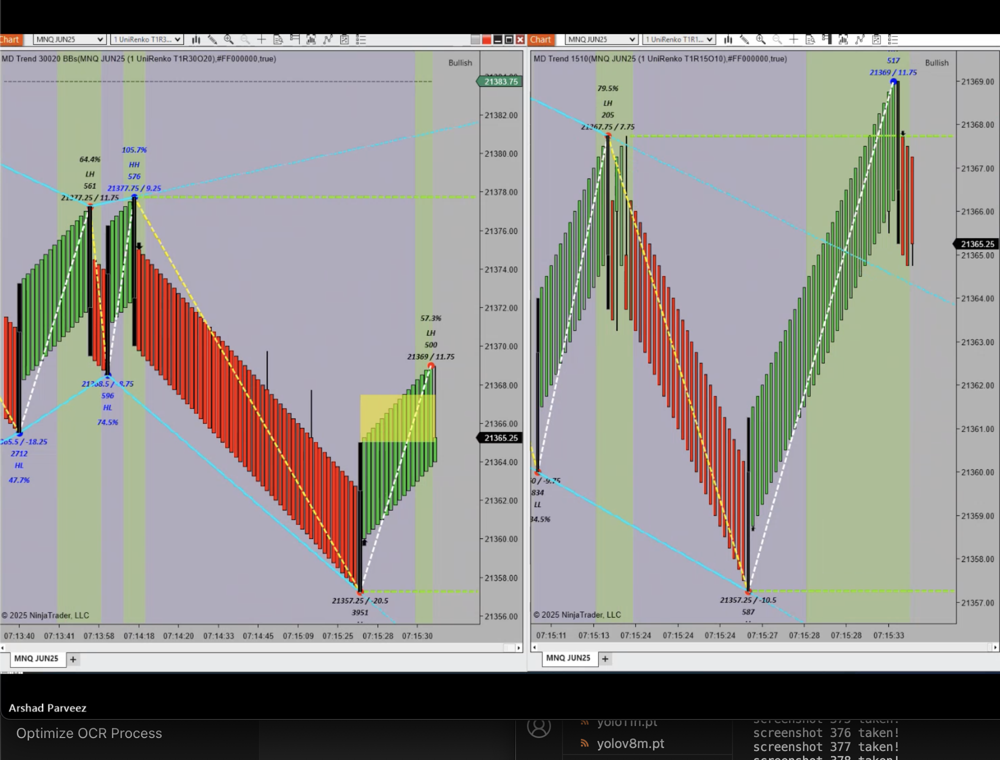 Chart
MNQ JUN25
1 UniRenko T1R3...
MD Trend 30020 BBs(MNQ JUN25 (1 UniRenko T1R30O20),#FF000000,true)
Bullish
21383.75
21382.00
21380.00
21378.00
21376.00
21374.00
21372.00
21370.00
21368.00
21366.00
21365.25
21364.00
21362.00
21360.00
21358.00
21356.00
64.4%
LH
561
21377.25 / 11.75
105.7%
HH
576
21377.75 / 9.25
596
HL
74.5%
2712
HL
47.7%
57.3%
LH
500
21369 / 11.75
21357.25 / -20.5
3951
© 2025 NinjaTrader, LLC
07:13:40
07:13:41
07:13:58
07:14:18
07:14:20
07:14:33
07:14:45
07:15:09
07:15:25
07:15:28
07:15:30
MNQ JUN25
+
Chart
MNQ JUN25
1 UniRenko T1R1...
MD Trend 1510(MNQ JUN25 (1 UniRenko T1R15O10),#FF000000,true)
Bullish
21369.00
21368.00
21367.00
21366.00
21365.25
21365.00
21364.00
21363.00
21362.00
21361.00
21360.00
21359.00
21358.00
21357.00
79.5%
LH
205
21367.75 / 7.75
517
21369 / 11.75
834
LL
34.5%
21357.25 / -10.5
587
© 2025 NinjaTrader, LLC
07:15:11
07:15:13
07:15:24
07:15:24
07:15:24
07:15:27
07:15:28
07:15:28
07:15:33
MNQ JUN25
+
Arshad Parveez
Optimize OCR Process
yolo11n.pt
yolov8m.pt
screenshot 375 taken!
screenshot 376 taken!
screenshot 377 taken!
screenshot 378 taken!